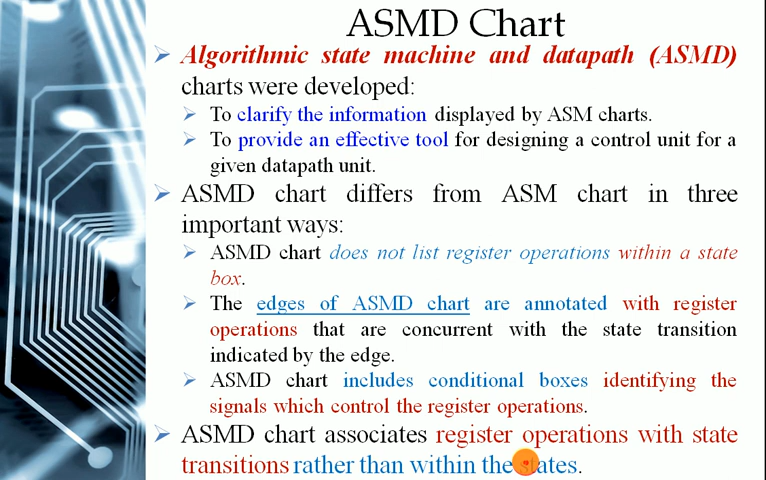 ASMD Chart
Algorithmic state machine and datapath (ASMD)
charts were developed:
To clarify the information displayed by ASM charts.
To provide an effective tool for designing a control unit for a
given datapath unit.
ASMD chart differs from ASM chart in three
important ways:
ASMD chart does not list register operations within a state
box.
The edges of ASMD chart are annotated with register
operations that are concurrent with the state transition
indicated by the edge.
ASMD chart includes conditional boxes identifying the
signals which control the register operations.
ASMD chart associates register operations with state
transitions rather than within the states.